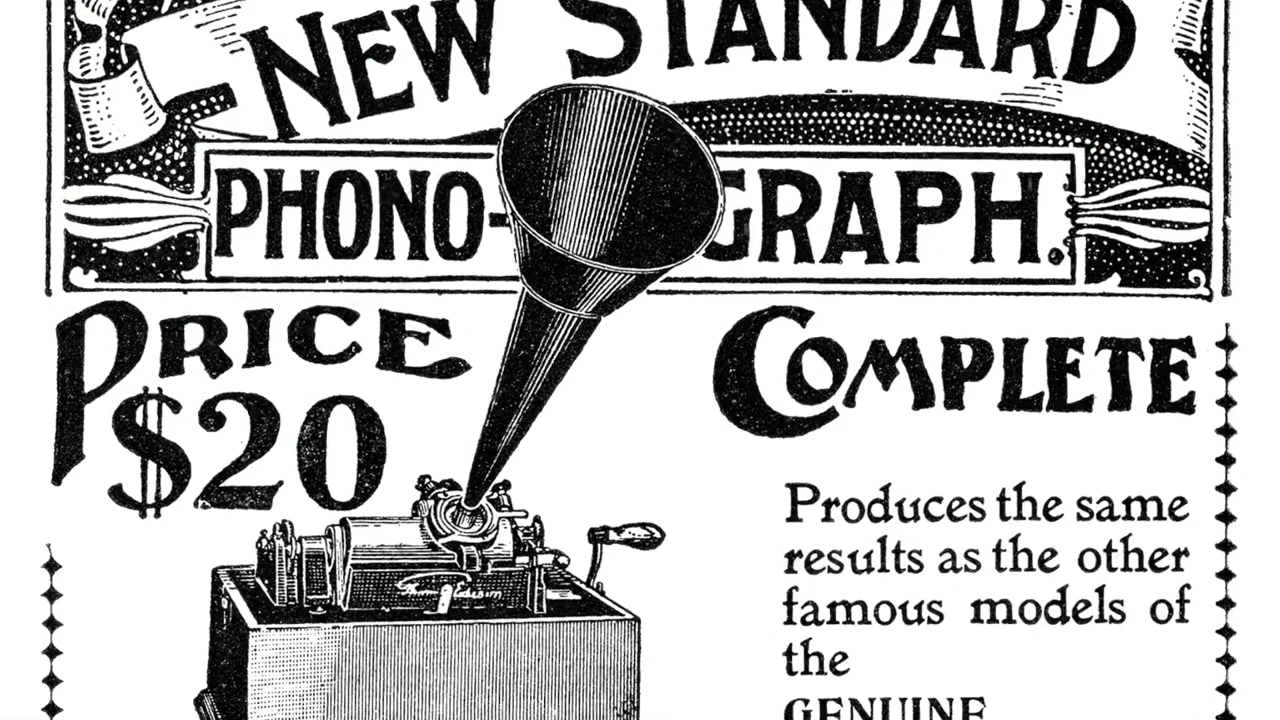 NEW STANDARD
PHONO-GRAPH.
PRICE
$20
COMPLETE
Produces the same
results as the other
famous models of
the
GENUINE